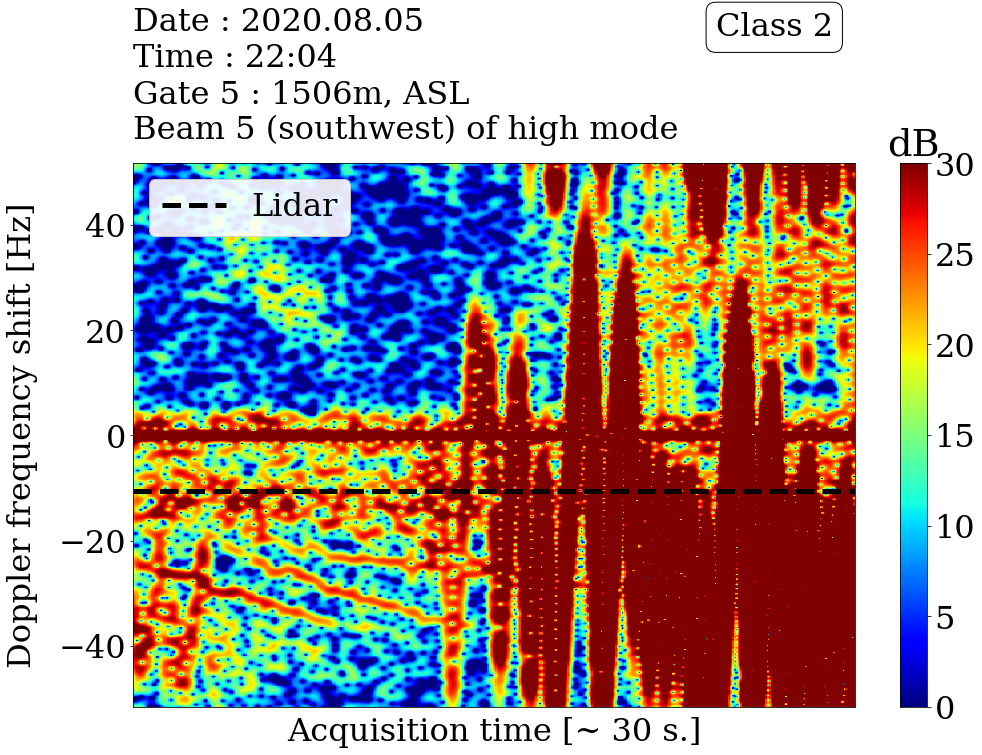 Date : 2020.08.05
Time : 22:04
Gate 5 : 1506m, ASL
Beam 5 (southwest) of high mode
Class 2
dB
Lidar
Doppler frequency shift [Hz]
40
20
0
−20
−40
30
25
20
15
10
5
0
Acquisition time [~ 30 s.]